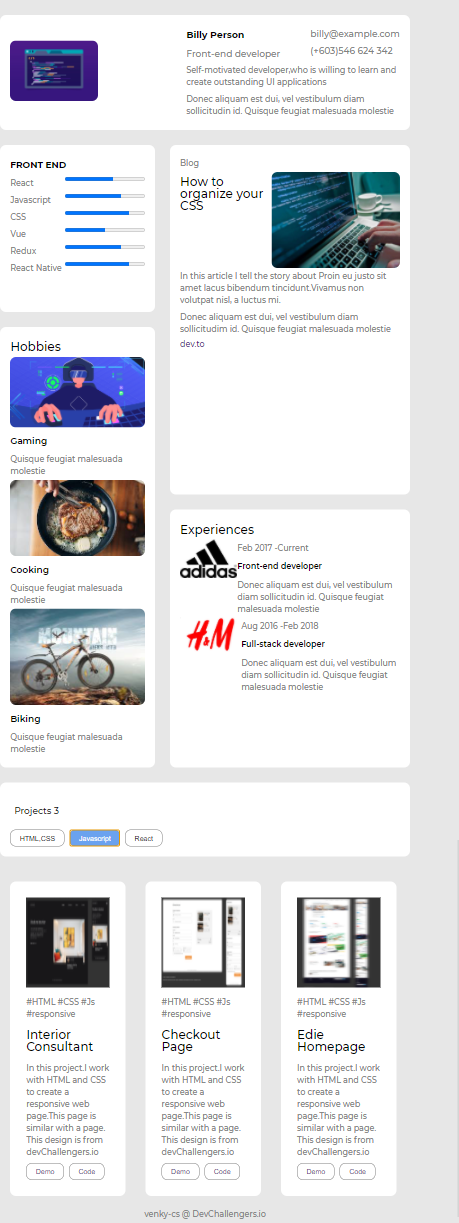 Billy Person
billy@example.com
Front-end developer
(+603)546 624 342
Self-motivated developer,who is willing to learn and
create outstanding UI applications
Donec aliquam est dui, vel vestibulum diam
sollicitudin id. Quisque feugiat malesuada molestie
FRONT END
React
Javascript
CSS
Vue
Redux
React Native
Blog
How to
organize your
CSS
In this article I tell the story about Proin eu justo sit
amet lacus bibendum tincidunt.Vivamus non
volutpat nisl, a luctus mi.
Donec aliquam est dui, vel vestibulum diam
sollicitudim id. Quisque feugiat malesuada molestie
dev.to
Hobbies
Gaming
Quisque feugiat malesuada
molestie
Cooking
Quisque feugiat malesuada
molestie
MOUNTAIN
Biking
Quisque feugiat malesuada
molestie
Experiences
adidas
Feb 2017 -Current
Front-end developer
Donec aliquam est dui, vel vestibulum
diam sollicitudin id. Quisque feugiat
malesuada molestie
H&M
Aug 2016 -Feb 2018
Full-stack developer
Donec aliquam est dui, vel vestibulum
diam sollicitudin id. Quisque feugiat
malesuada molestie
Projects 3
HTML,CSS
Javascript
React
#HTML #CSS #Js
#responsive
Interior
Consultant
In this project.I work
with HTML and CSS
to create a
responsive web
page.This page is
similar with a page.
This design is from
devChallengers.io
Demo
Code
#HTML #CSS #Js
#responsive
Checkout
Page
In this project.I work
with HTML and CSS
to create a
responsive web
page.This page is
similar with a page.
This design is from
devChallengers.io
Demo
Code
#HTML #CSS #Js
#responsive
Edie
Homepage
In this project.I work
with HTML and CSS
to create a
responsive web
page.This page is
similar with a page.
This design is from
devChallengers.io
Demo
Code
venky-cs @ DevChallengers.io